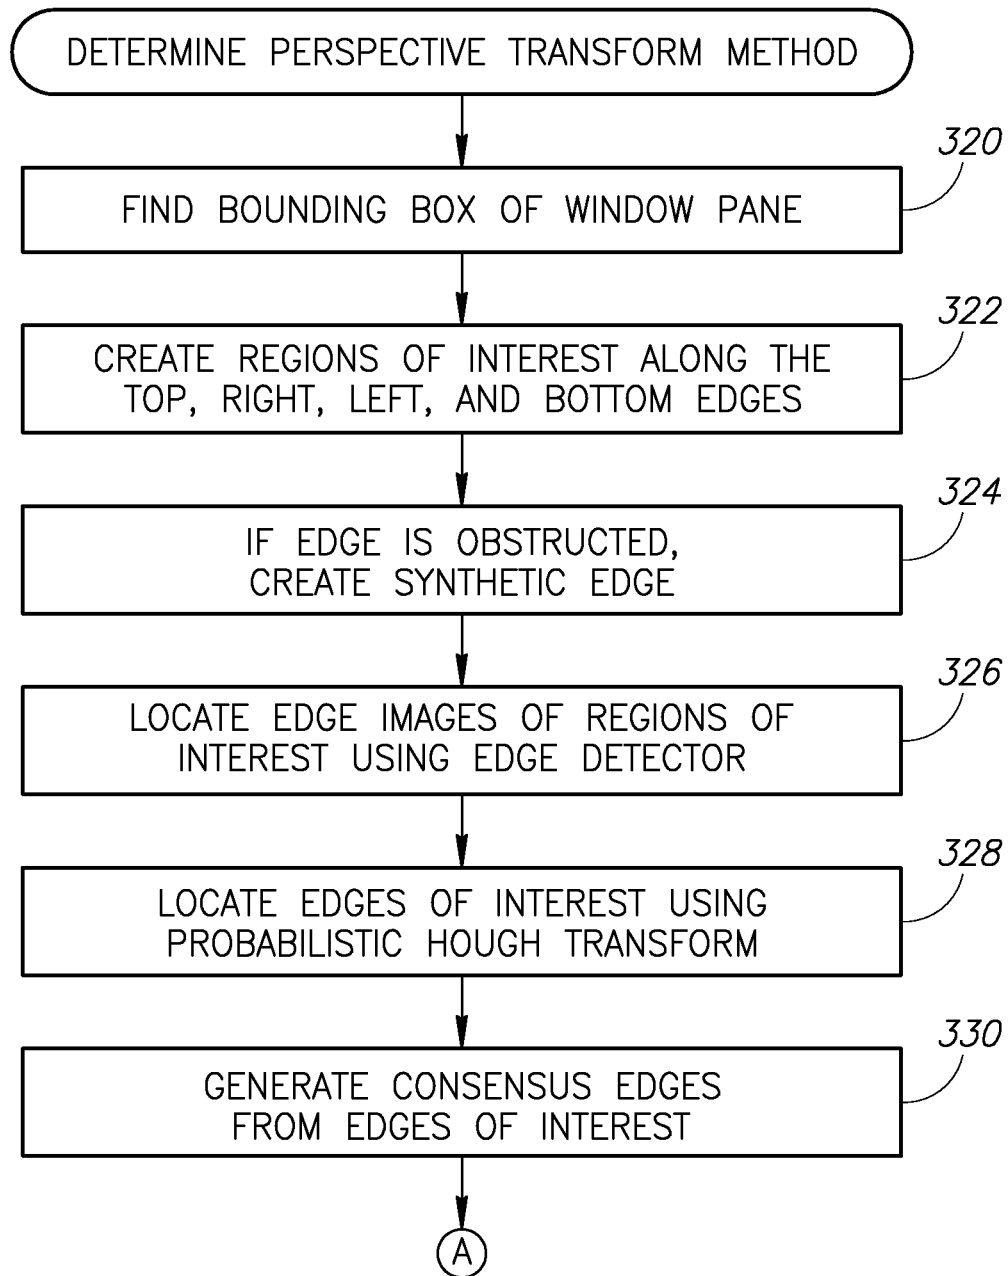 DETERMINE PERSPECTIVE TRANSFORM METHOD
320
FIND BOUNDING BOX OF WINDOW PANE
322
CREATE REGIONS OF INTEREST ALONG THE
TOP, RIGHT, LEFT, AND BOTTOM EDGES
324
IF EDGE IS OBSTRUCTED,
CREATE SYNTHETIC EDGE
326
LOCATE EDGE IMAGES OF REGIONS OF
INTEREST USING EDGE DETECTOR
328
LOCATE EDGES OF INTEREST USING
PROBABILISTIC HOUGH TRANSFORM
330
GENERATE CONSENSUS EDGES
FROM EDGES OF INTEREST
A